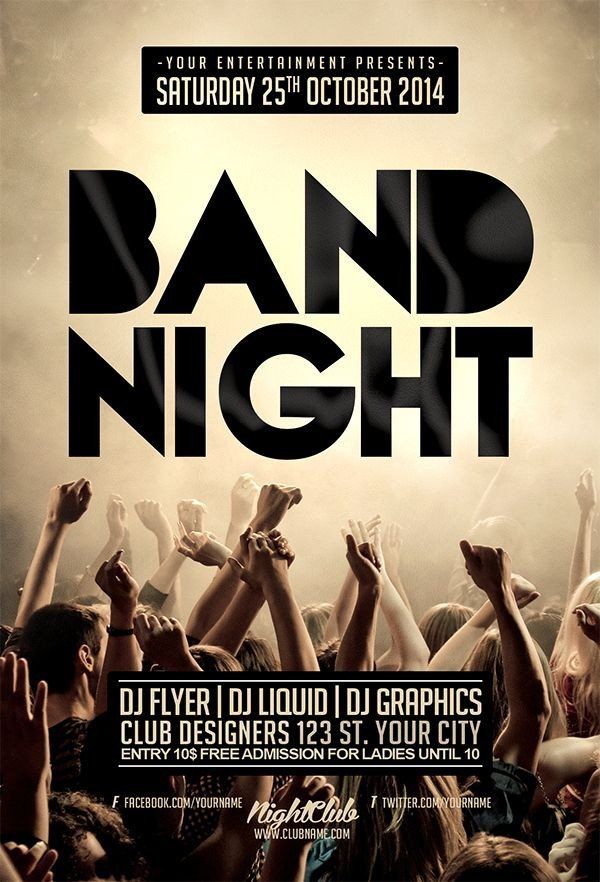 -YOUR ENTERTAINMENT PRESENTS-
SATURDAY 25TH OCTOBER 2014
BAND
NIGHT
DJ FLYER | DJ LIQUID | DJ GRAPHICS
CLUB DESIGNERS 123 ST. YOUR CITY
ENTRY 10$ FREE ADMISSION FOR LADIES UNTIL 10
F FACEBOOK.COM/YOURNAME
NightClub
T TWITTER.COM/YOURNAME
WWW.CLUBNAME.COM